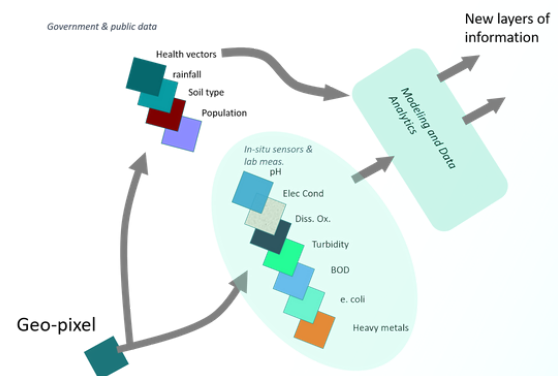 Government & public data
New layers of
information
Health vectors
rainfall
Soil type
Population
Modeling and Data
Analytics
In-situ sensors &
lab meas.
pH
Elec Cond
Diss. Ox.
Turbidity
BOD
e. coli
Heavy metals
Geo-pixel